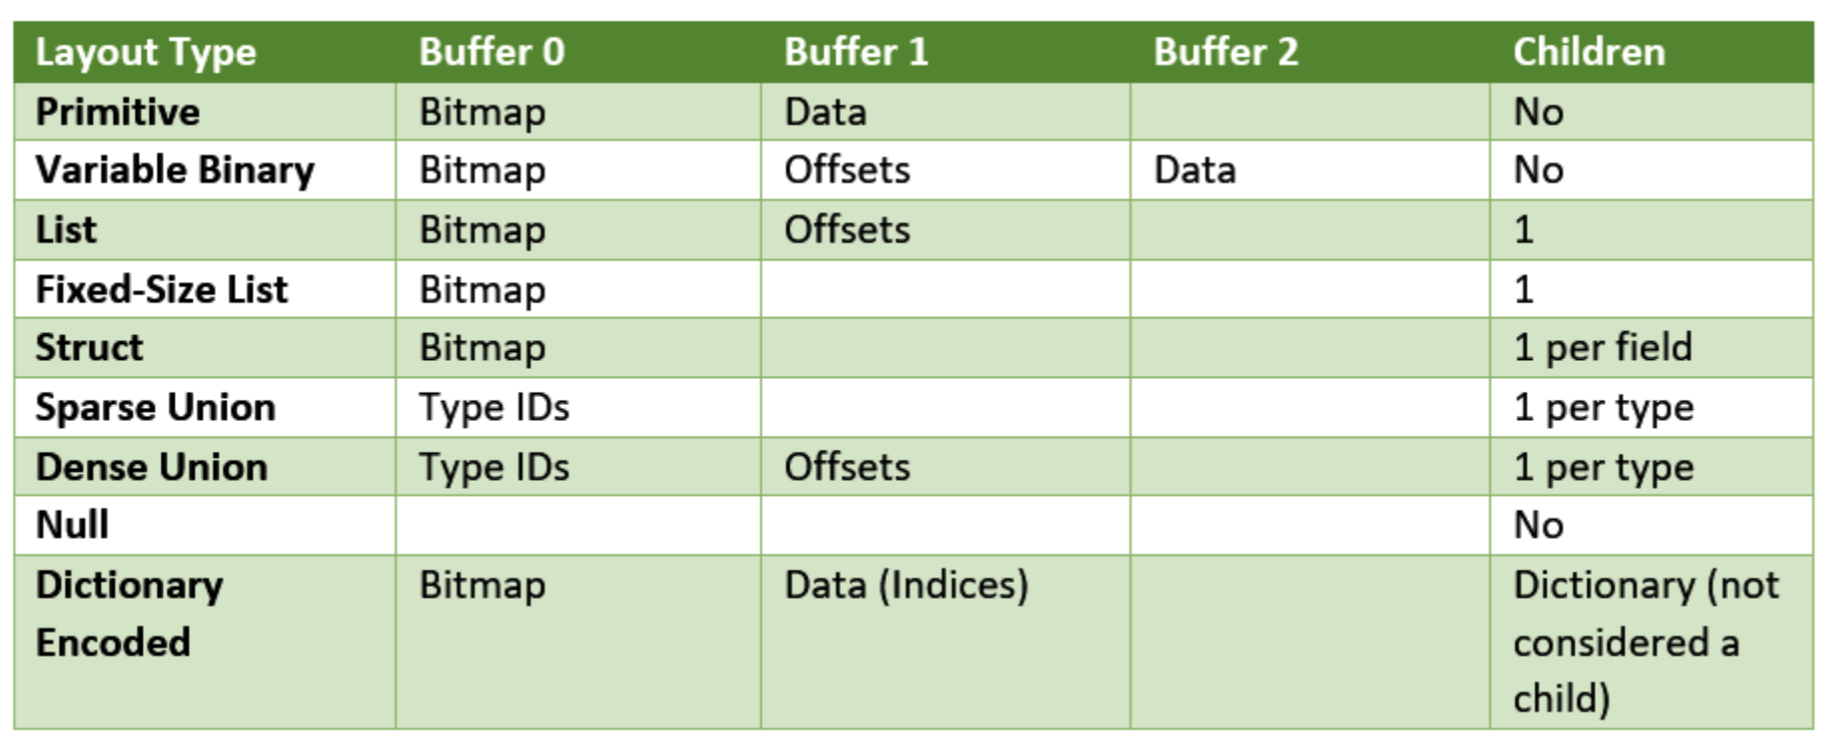 Layout Type Buffer 0 Buffer 1 Buffer 2 Children
Primitive Bitmap Data No
Variable Binary Bitmap Offsets Data No
List Bitmap Offsets 1
Fixed-Size List Bitmap 1
Struct Bitmap 1 per field
Sparse Union Type IDs 1 per type
Dense Union Type IDs Offsets 1 per type
Null No
Dictionary Bitmap Data (Indices) Dictionary (not
Encoded considered a
child)